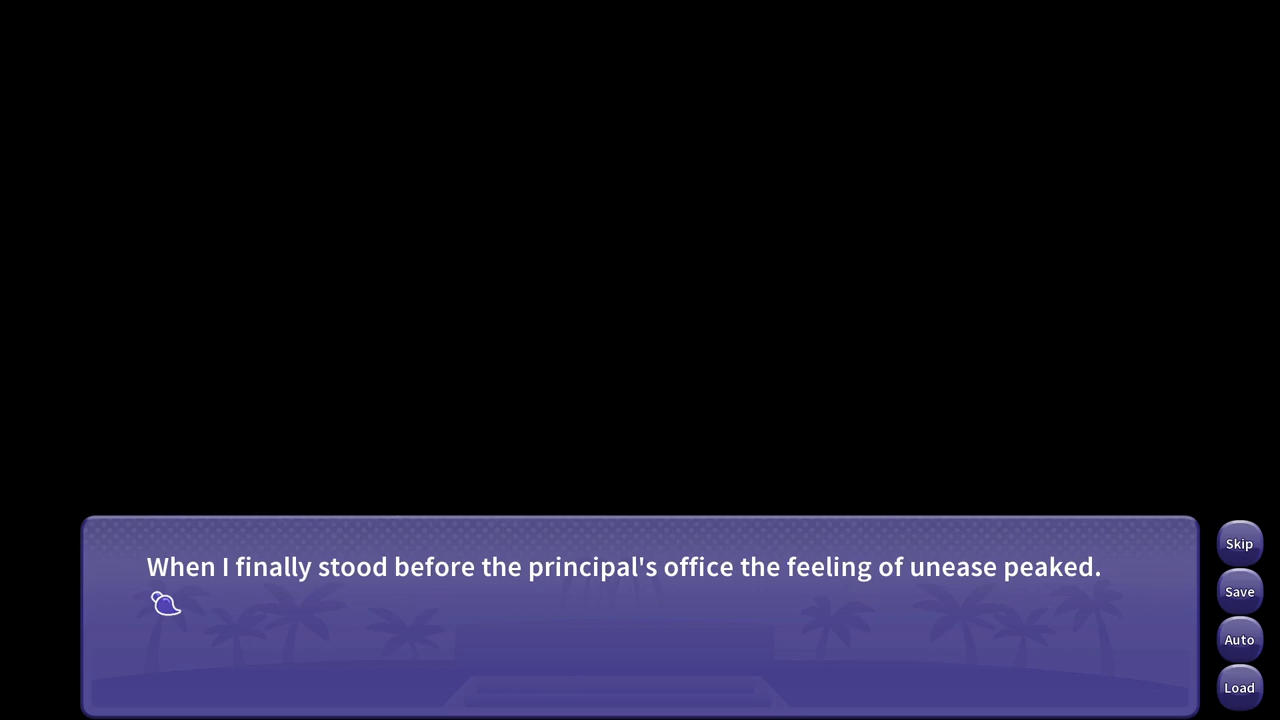 When I finally stood before the principal's office the feeling of unease peaked.
Skip
Save
Auto
Load